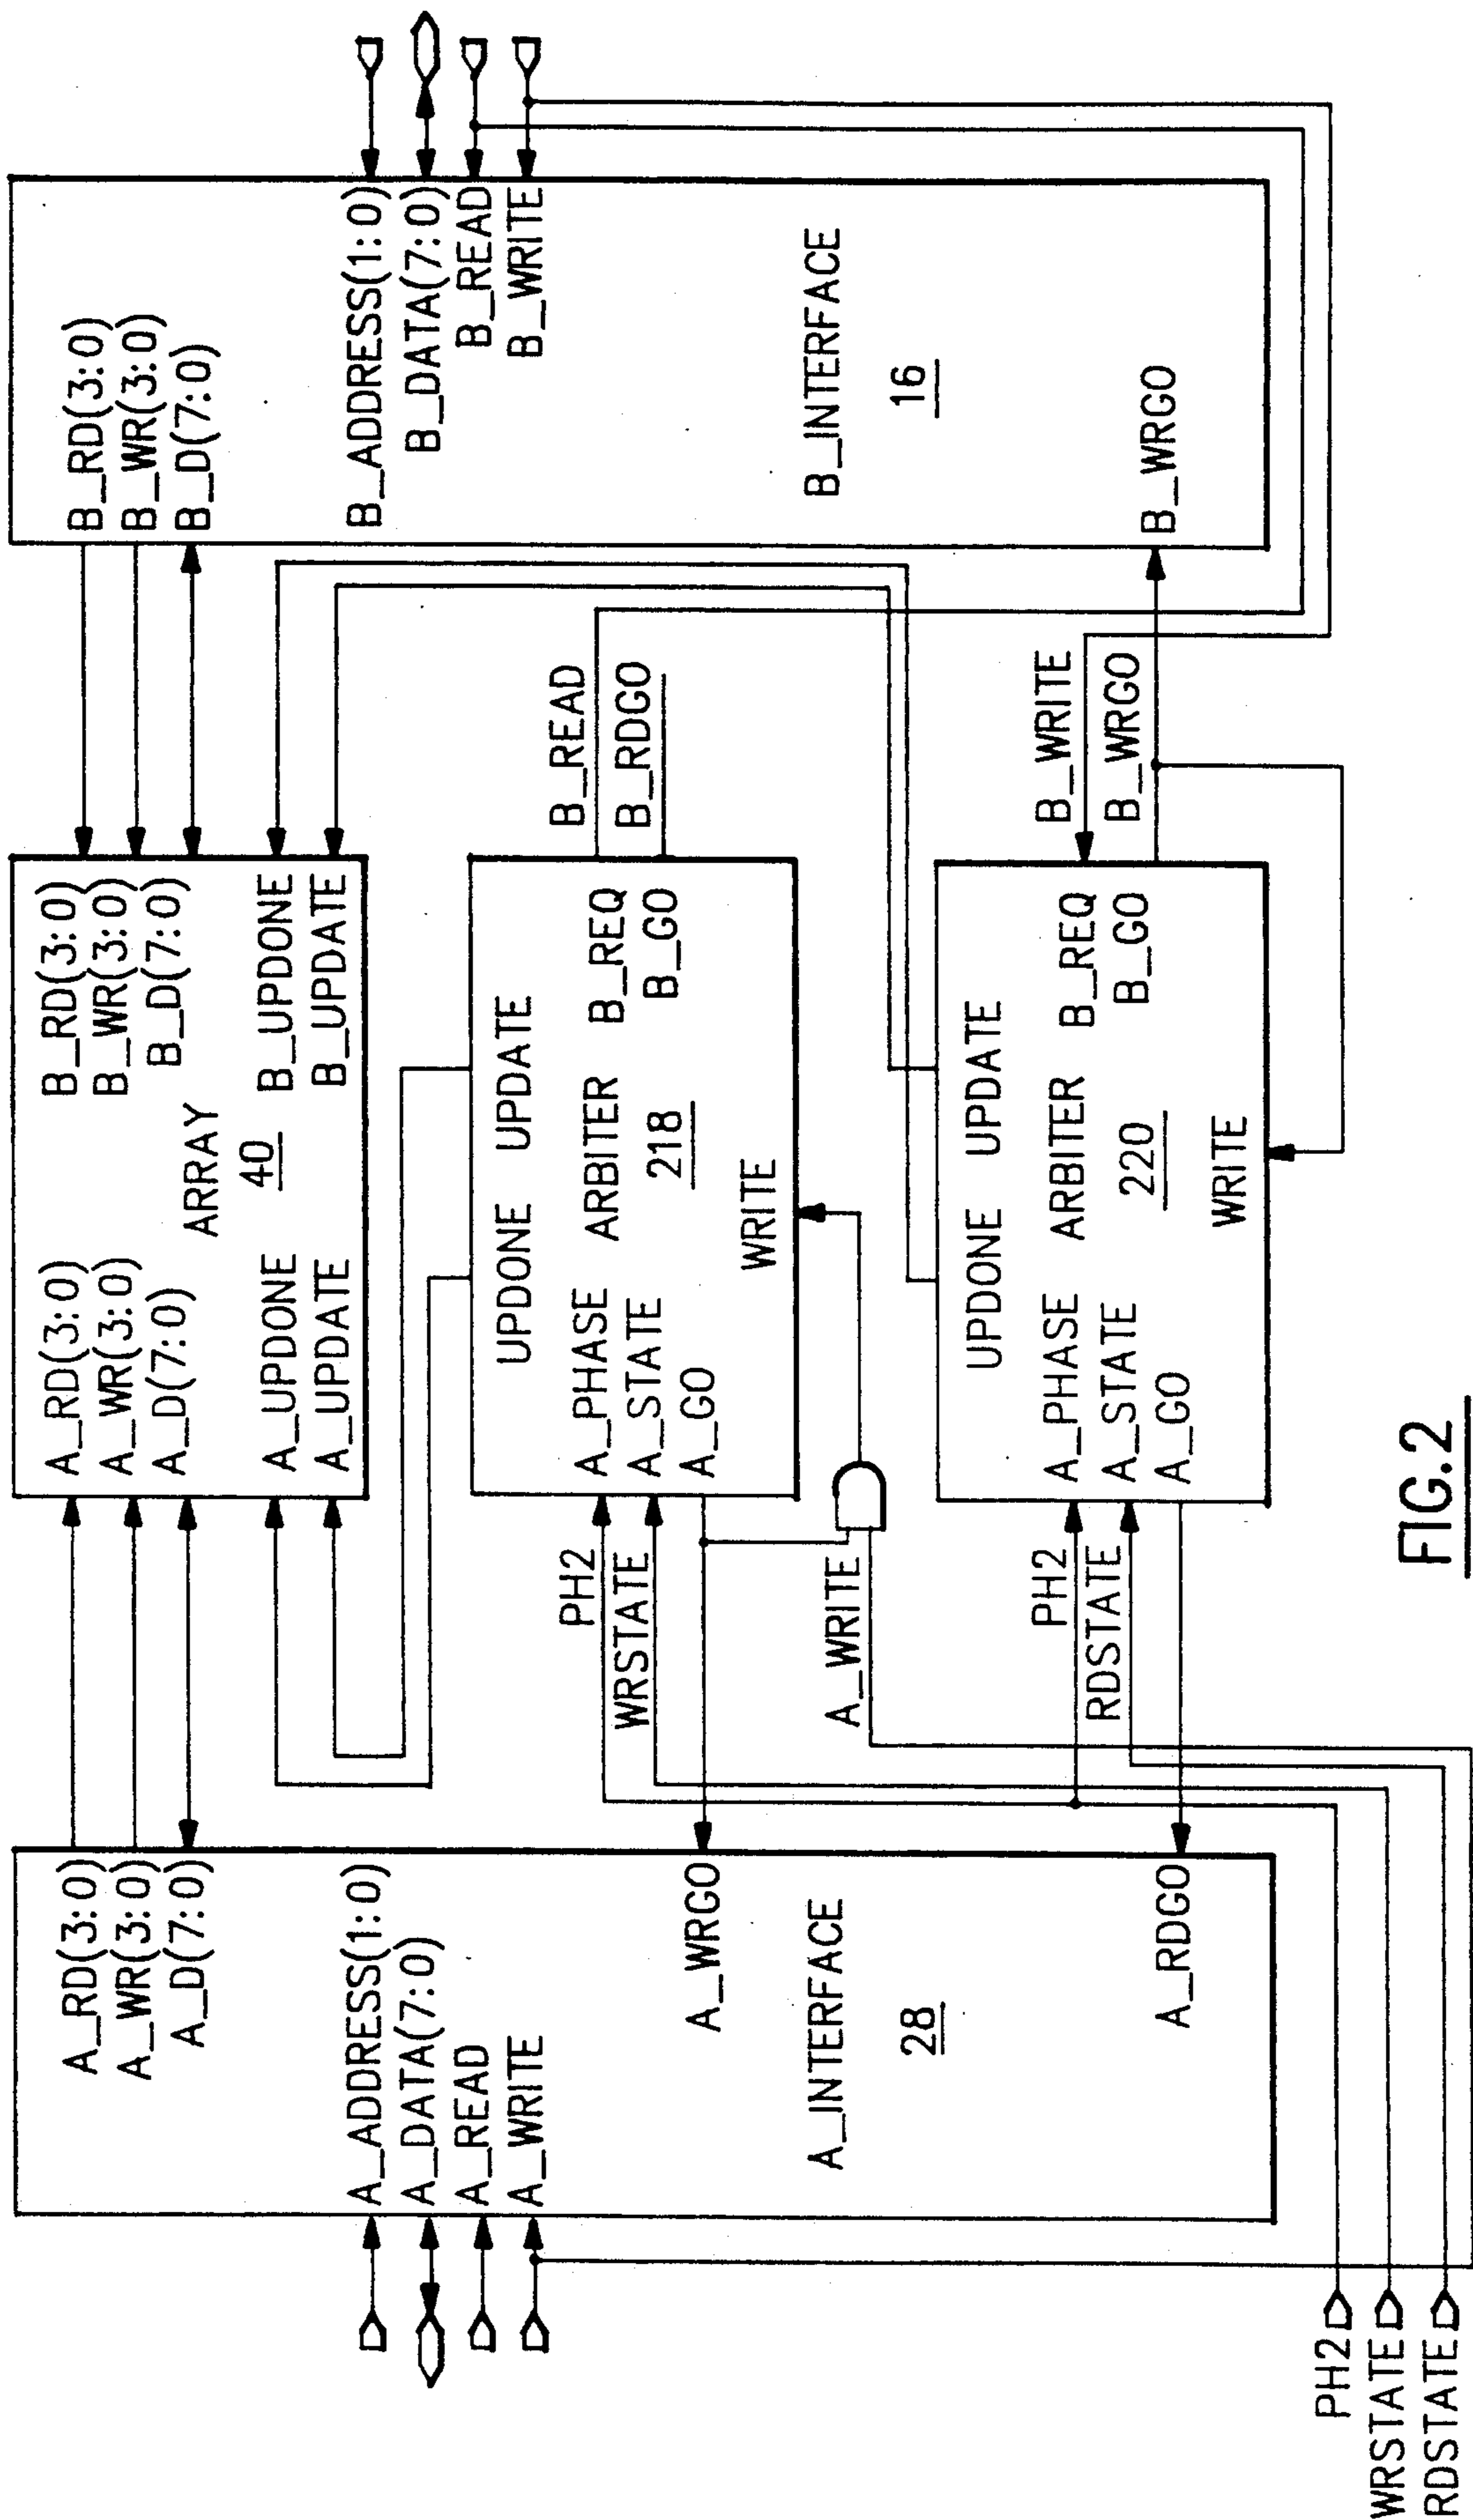 A_RD(3:0)
A_WR(3:0)
A_D(7:0)
A_ADDRESS(1:0)
A_DATA(7:0)
A_READ
A_WRITE
A_WRGO
A_INTERFACE
28
A_RDGO
PH2
WRSTATE
RDSTATE
A_RD(3:0)
A_WR(3:0)
A_D(7:0)
A_UPDONE
A_UPDATE
ARRAY
40
B_RD(3:0)
B_WR(3:0)
B_D(7:0)
B_UPDONE
B_UPDATE
PH2
WRSTATE
A_WRITE
UPDONE UPDATE
A_PHASE
A_STATE
A_GO
ARBITER
218
B_REQ
B_GO
WRITE
B_READ
B_RDGO
PH2
RDSTATE
UPDONE UPDATE
A_PHASE
A_STATE
A_GO
ARBITER
220
B_REQ
B_GO
WRITE
B_WRITE
B_WRGO
B_RD(3:0)
B_WR(3:0)
B_D(7:0)
B_ADDRESS(1:0)
B_DATA(7:0)
B_READ
B_WRITE
B_INTERFACE
16
B_WRGO
FIG.2